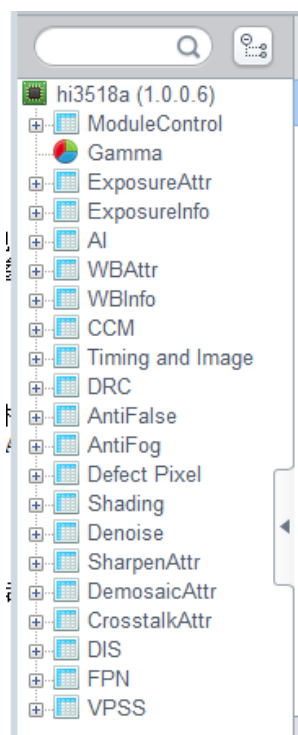 hi3518a (1.0.0.6)
ModuleControl
Gamma
ExposureAttr
ExposureInfo
AI
WBAttr
WBInfo
CCM
Timing and Image
DRC
AntiFalse
AntiFog
Defect Pixel
Shading
Denoise
SharpenAttr
DemosaicAttr
CrosstalkAttr
DIS
FPN
VPSS